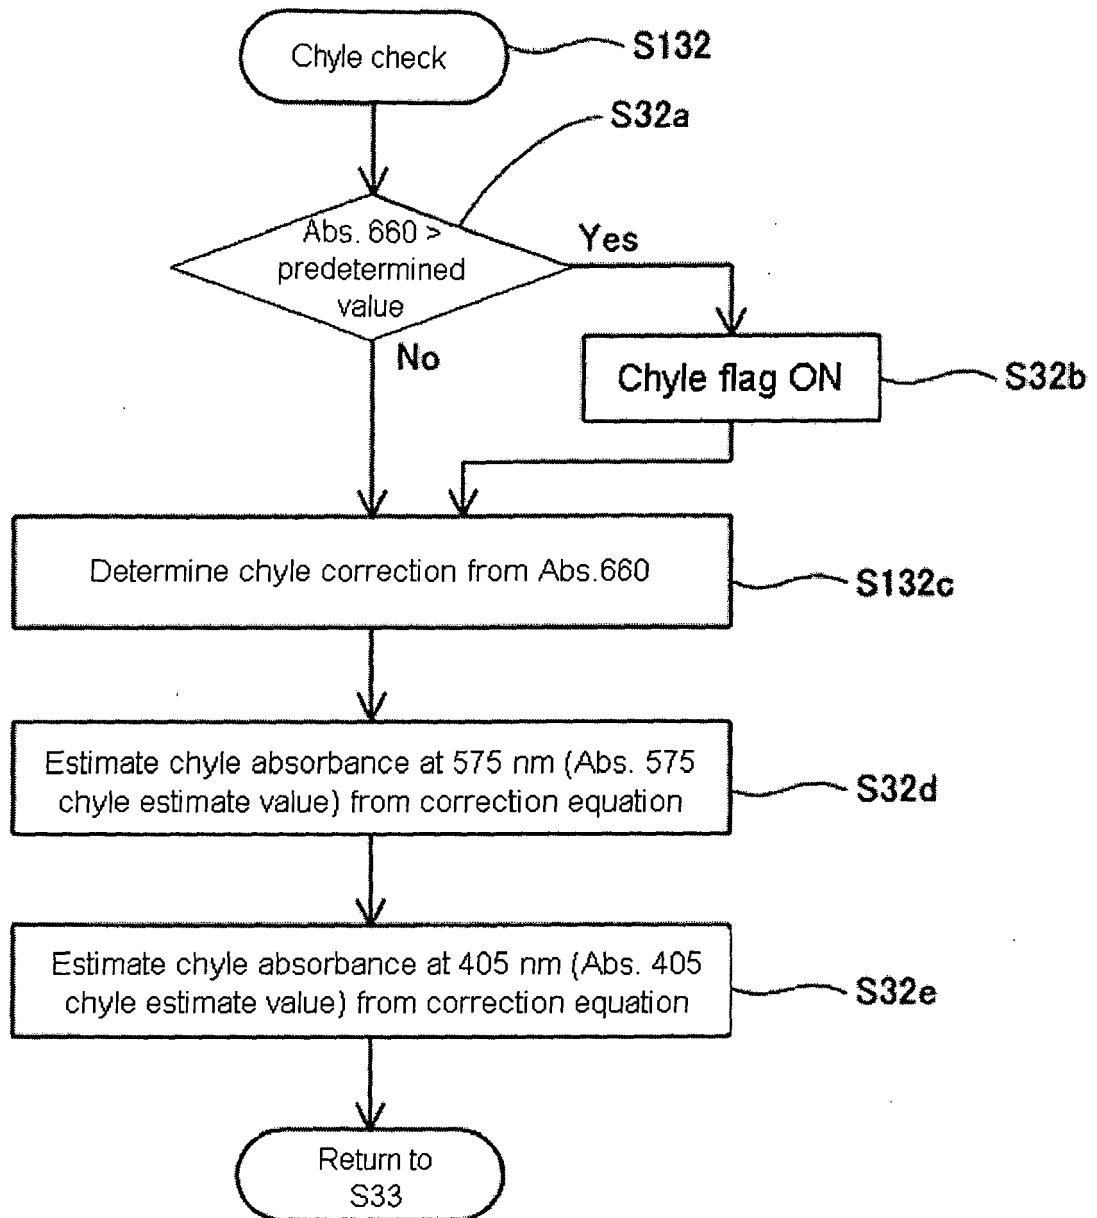 Chyle check
S132
S32a
Abs. 660 >
predetermined
value
Yes
No
Chyle flag ON
S32b
Determine chyle correction from Abs.660
S132c
Estimate chyle absorbance at 575 nm (Abs. 575
chyle estimate value) from correction equation
S32d
Estimate chyle absorbance at 405 nm (Abs. 405
chyle estimate value) from correction equation
S32e
Return to
S33